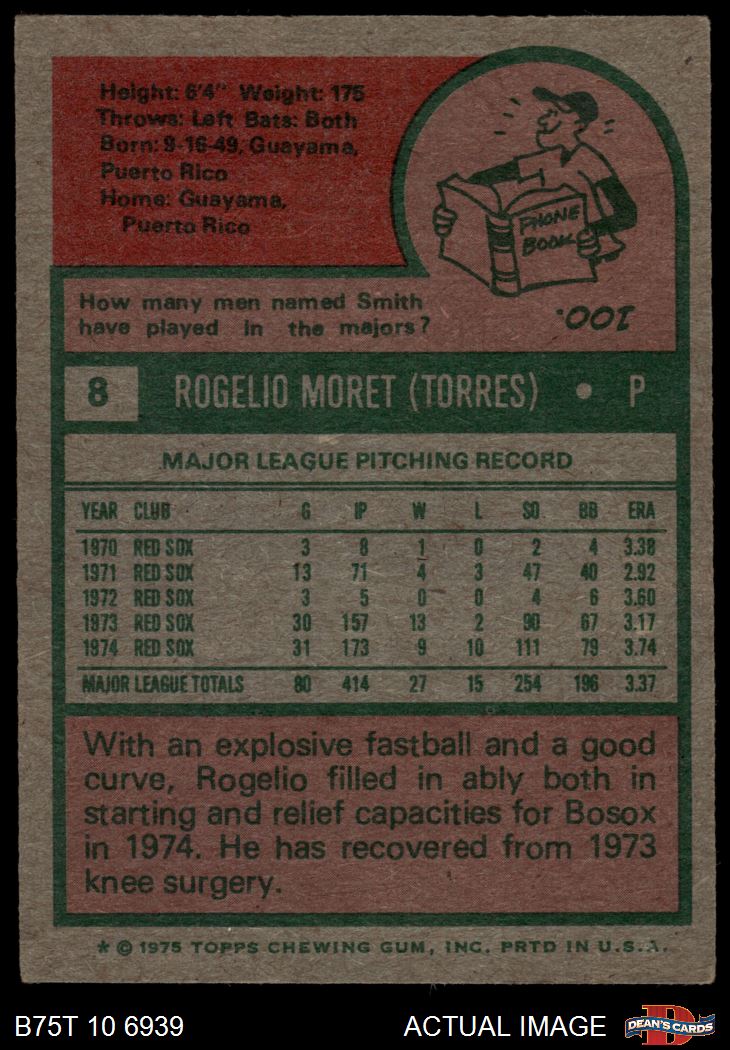 Height: 6'4" Weight: 175
Throws: Left Bats: Both
Born: 9-16-49, Guayama,
Puerto Rico
Home: Guayama,
Puerto Rico
PHONE
BOOK
How many men named Smith
have played in the majors?
100.
8 ROGELIO MORET (TORRES) • P
MAJOR LEAGUE PITCHING RECORD
YEAR CLUB G IP W L SO BB ERA
1970 RED SOX 3 8 1 0 2 4 3.38
1971 RED SOX 13 71 4 3 47 40 2.92
1972 RED SOX 3 5 0 0 4 6 3.60
1973 RED SOX 30 157 13 2 90 67 3.17
1974 RED SOX 31 173 9 10 111 79 3.74
MAJOR LEAGUE TOTALS 80 414 27 15 254 196 3.37
With an explosive fastball and a good
curve, Rogelio filled in ably both in
starting and relief capacities for Bosox
in 1974. He has recovered from 1973
knee surgery.
* © 1975 TOPPS CHEWING GUM, INC. PRTD IN U.S.A.
B75T 10 6939 ACTUAL IMAGE
D
DEAN'S CARDS